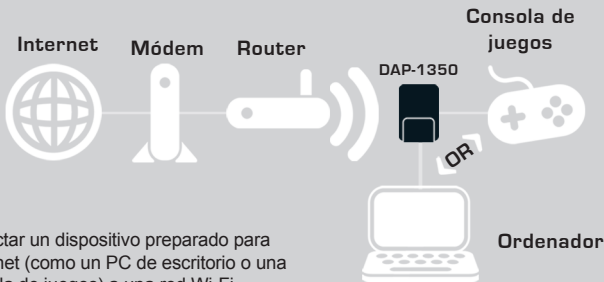 Consola de
juegos
Internet
Módem
Router
DAP-1350
OR
Ordenador
ctar un dispositivo preparado para
net (como un PC de escritorio o una